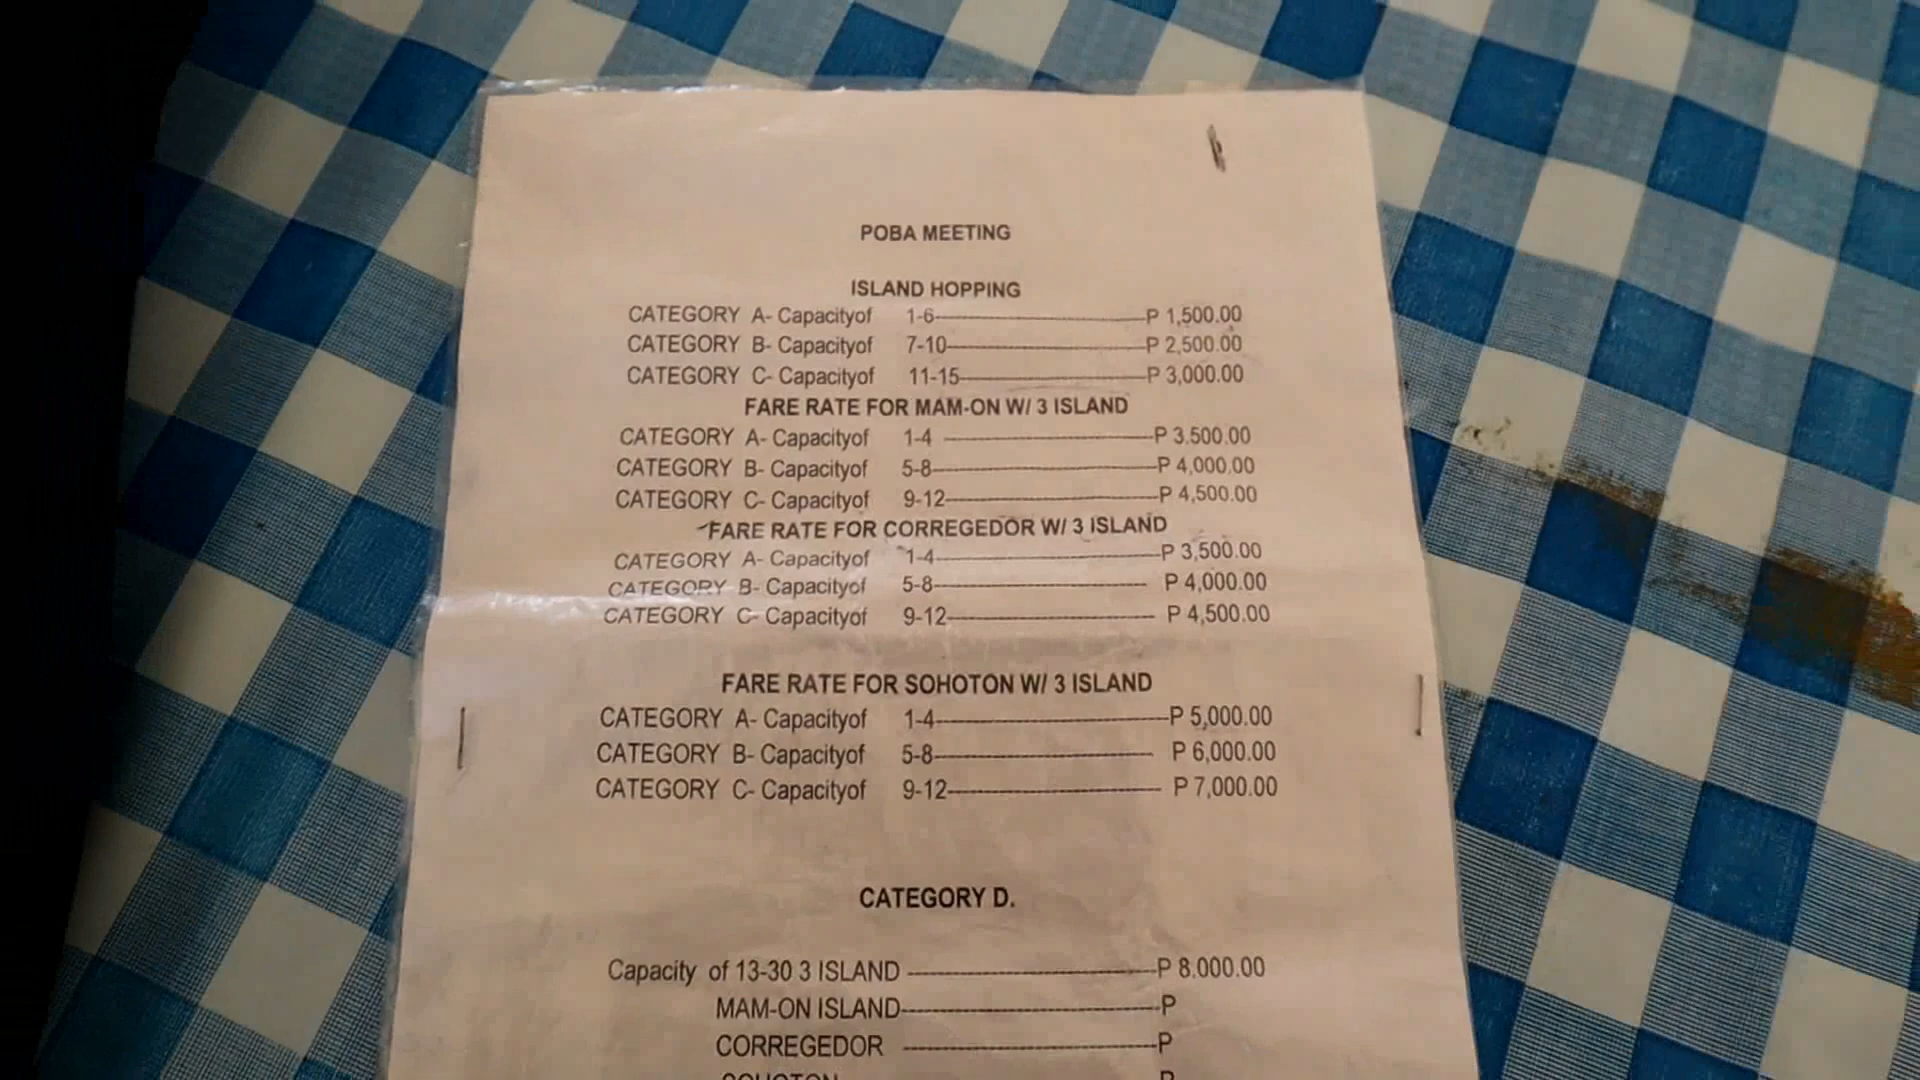 POBA MEETING
ISLAND HOPPING
CATEGORY A- Capacityof 1-6------------------------P 1,500.00
CATEGORY B- Capacityof 7-10------------------------P 2,500.00
CATEGORY C- Capacityof 11-15------------------------P 3,000.00
FARE RATE FOR MAM-ON W/ 3 ISLAND
CATEGORY A- Capacityof 1-4 ------------------------P 3.500.00
CATEGORY B- Capacityof 5-8------------------------P 4,000.00
CATEGORY C- Capacityof 9-12------------------------P 4,500.00
FARE RATE FOR CORREGEDOR W/ 3 ISLAND
CATEGORY A- Capacityof 1-4------------------------P 3,500.00
CATEGORY B- Capacityof 5-8------------------------ P 4,000.00
CATEGORY C- Capacityof 9-12------------------------ P 4,500.00
FARE RATE FOR SOHOTON W/ 3 ISLAND
CATEGORY A- Capacityof 1-4------------------------P 5,000.00
CATEGORY B- Capacityof 5-8------------------------ P 6,000.00
CATEGORY C- Capacityof 9-12------------------------ P 7,000.00
CATEGORY D.
Capacity of 13-30 3 ISLAND ------------------------P 8.000.00
MAM-ON ISLAND------------------------P
CORREGEDOR ------------------------P
SOHOTON P